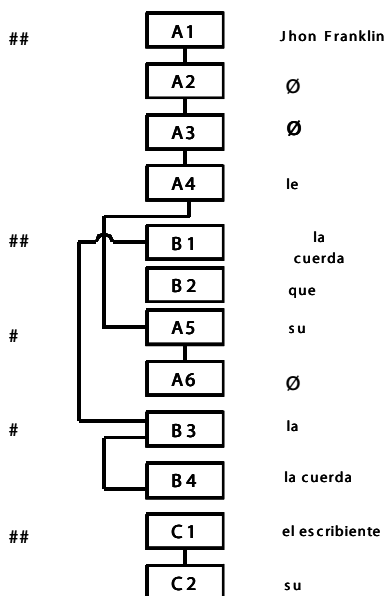 ## A1 Jhon Franklin
A2 Ø
A3 Ø
A4 le
## B1 la
cuerda
B2 que
# A5 su
A6 Ø
# B3 la
B4 la cuerda
## C1 el escribiente
C2 su